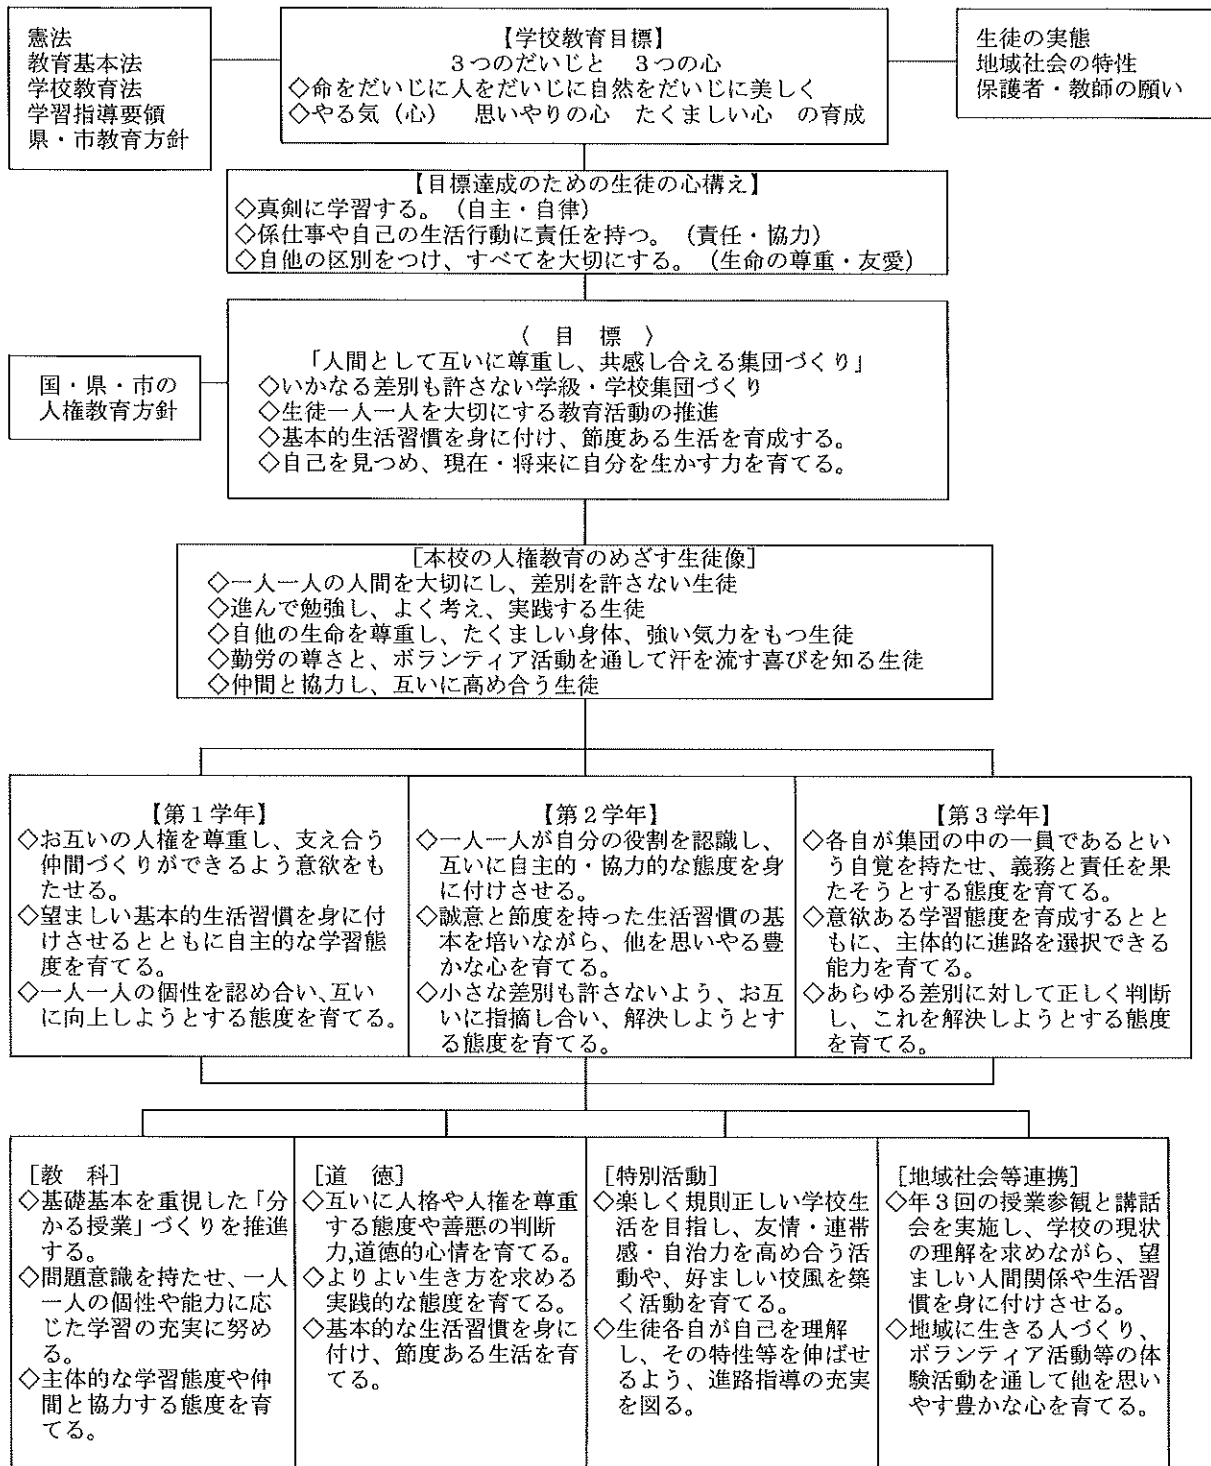 憲法
教育基本法
学校教育法
学習指導要領
県・市教育方針
【学校教育目標】
３つのだいじと　３つの心
◇命をだいじに人をだいじに自然をだいじに美しく
◇やる気（心）　思いやりの心　たくましい心　の育成
生徒の実態
地域社会の特性
保護者・教師の願い
【目標達成のための生徒の心構え】
◇真剣に学習する。（自主・自律）
◇係仕事や自己の生活行動に責任を持つ。（責任・協力）
◇自他の区別をつけ、すべてを大切にする。（生命の尊重・友愛）
国・県・市の
人権教育方針
〈　目　標　〉
「人間として互いに尊重し、共感し合える集団づくり」
◇いかなる差別も許さない学級・学校集団づくり
◇生徒一人一人を大切にする教育活動の推進
◇基本的生活習慣を身に付け、節度ある生活を育成する。
◇自己を見つめ、現在・将来に自分を生かす力を育てる。
［本校の人権教育のめざす生徒像］
◇一人一人の人間を大切にし、差別を許さない生徒
◇進んで勉強し、よく考え、実践する生徒
◇自他の生命を尊重し、たくましい身体、強い気力をもつ生徒
◇勤労の尊さと、ボランティア活動を通して汗を流す喜びを知る生徒
◇仲間と協力し、互いに高め合う生徒
【第１学年】
◇お互いの人権を尊重し、支え合う
仲間づくりができるよう意欲をも
たせる。
◇望ましい基本的生活習慣を身に付
けさせるとともに自主的な学習態
度を育てる。
◇一人一人の個性を認め合い、互い
に向上しようとする態度を育てる。
【第２学年】
◇一人一人が自分の役割を認識し、
互いに自主的・協力的な態度を身
に付けさせる。
◇誠意と節度を持った生活習慣の基
本を培いながら、他を思いやる豊
かな心を育てる。
◇小さな差別も許さないよう、お互
いに指摘し合い、解決しようとす
る態度を育てる。
【第３学年】
◇各自が集団の中の一員であるとい
う自覚を持たせ、義務と責任を果
たそうとする態度を育てる。
◇意欲ある学習態度を育成するとと
もに、主体的に進路を選択できる
能力を育てる。
◇あらゆる差別に対して正しく判断
し、これを解決しようとする態度
を育てる。
［教　科］
◇基礎基本を重視した「分
かる授業」づくりを推進
する。
◇問題意識を持たせ、一人
一人の個性や能力に応
じた学習の充実に努め
る。
◇主体的な学習態度や仲
間と協力する態度を育
てる。
［道　徳］
◇互いに人格や人権を尊重
する態度や善悪の判断
力,道徳的心情を育てる。
◇よりよい生き方を求める
実践的な態度を育てる。
◇基本的な生活習慣を身に
付け、節度ある生活を育
てる。
［特別活動］
◇楽しく規則正しい学校生
活を目指し、友情・連帯
感・自治力を高め合う活
動や、好ましい校風を築
く活動を育てる。
◇生徒各自が自己を理解
し、その特性等を伸ばせ
るよう、進路指導の充実
を図る。
［地域社会等連携］
◇年３回の授業参観と講話
会を実施し、学校の現状
の理解を求めながら、望
ましい人間関係や生活習
慣を身に付けさせる。
◇地域に生きる人づくり、
ボランティア活動等の体
験活動を通して他を思い
やす豊かな心を育てる。